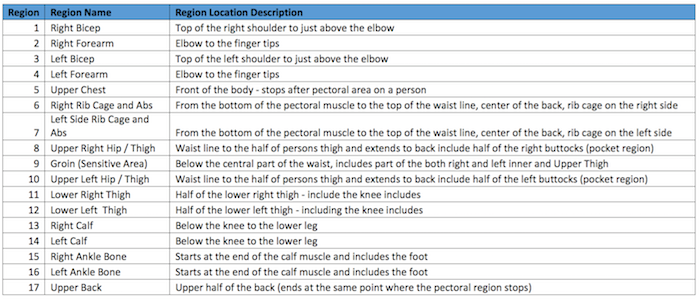 Region Region Name Region Location Description
1 Right Bicep Top of the right shoulder to just above the elbow
2 Right Forearm Elbow to the finger tips
3 Left Bicep Top of the left shoulder to just above the elbow
4 Left Forearm Elbow to the finger tips
5 Upper Chest Front of the body - stops after pectoral area on a person
6 Right Rib Cage and Abs From the bottom of the pectoral muscle to the top of the waist line, center of the back, rib cage on the right side
Left Side Rib Cage and
7 Abs From the bottom of the pectoral muscle to the top of the waist line, center of the back, rib cage on the left side
8 Upper Right Hip / Thigh Waist line to the half of persons thigh and extends to back include half of the right buttocks (pocket region)
9 Groin (Sensitive Area) Below the central part of the waist, includes part of the both right and left inner and Upper Thigh
10 Upper Left Hip / Thigh Waist line to the half of persons thigh and extends to back include half of the left buttocks (pocket region)
11 Lower Right Thigh Half of the lower right thigh - include the knee includes
12 Lower Left Thigh Half of the lower left thigh - including the knee includes
13 Right Calf Below the knee to the lower leg
14 Left Calf Below the knee to the lower leg
15 Right Ankle Bone Starts at the end of the calf muscle and includes the foot
16 Left Ankle Bone Starts at the end of the calf muscle and includes the foot
17 Upper Back Upper half of the back (ends at the same point where the pectoral region stops)